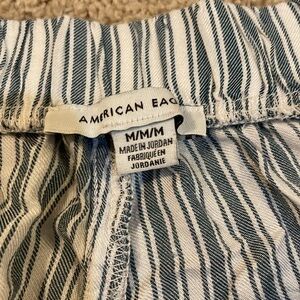 AMERICAN EAG
M/M/M
MADE IN JORDAN
FABRIQUÉ EN
JORDANIE